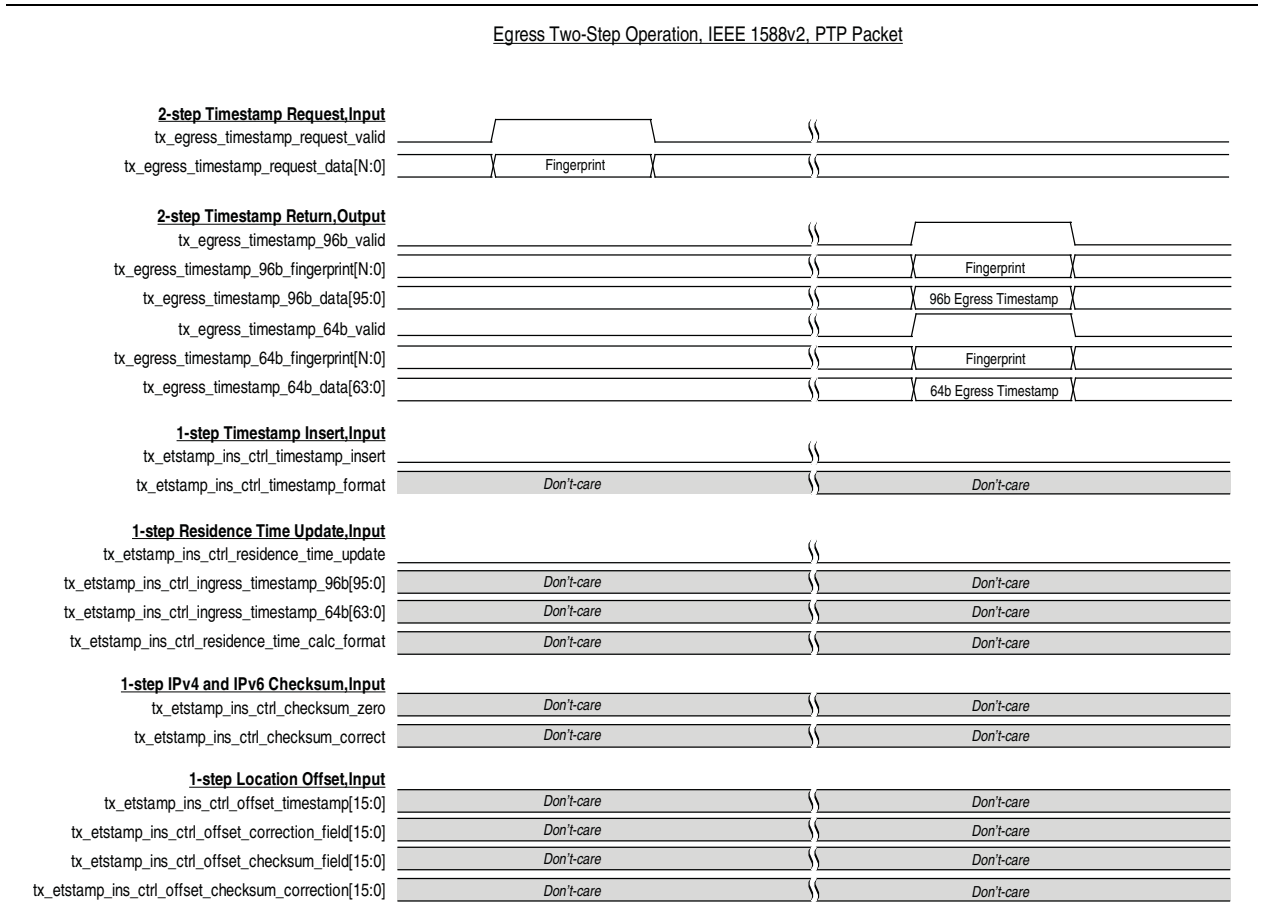 Egress Two-Step Operation, IEEE 1588v2, PTP Packet
2-step Timestamp Request,Input
tx_egress_timestamp_request_valid
tx_egress_timestamp_request_data[N:0] Fingerprint
2-step Timestamp Return,Output
tx_egress_timestamp_96b_valid
tx_egress_timestamp_96b_fingerprint[N:0] Fingerprint
tx_egress_timestamp_96b_data[95:0] 96b Egress Timestamp
tx_egress_timestamp_64b_valid
tx_egress_timestamp_64b_fingerprint[N:0] Fingerprint
tx_egress_timestamp_64b_data[63:0] 64b Egress Timestamp
1-step Timestamp Insert,Input
tx_etstamp_ins_ctrl_timestamp_insert
tx_etstamp_ins_ctrl_timestamp_format Don't-care Don't-care
1-step Residence Time Update,Input
tx_etstamp_ins_ctrl_residence_time_update
tx_etstamp_ins_ctrl_ingress_timestamp_96b[95:0] Don't-care Don't-care
tx_etstamp_ins_ctrl_ingress_timestamp_64b[63:0] Don't-care Don't-care
tx_etstamp_ins_ctrl_residence_time_calc_format Don't-care Don't-care
1-step IPv4 and IPv6 Checksum,Input
tx_etstamp_ins_ctrl_checksum_zero Don't-care Don't-care
tx_etstamp_ins_ctrl_checksum_correct Don't-care Don't-care
1-step Location Offset,Input
tx_etstamp_ins_ctrl_offset_timestamp[15:0] Don't-care Don't-care
tx_etstamp_ins_ctrl_offset_correction_field[15:0] Don't-care Don't-care
tx_etstamp_ins_ctrl_offset_checksum_field[15:0] Don't-care Don't-care
tx_etstamp_ins_ctrl_offset_checksum_correction[15:0] Don't-care Don't-care